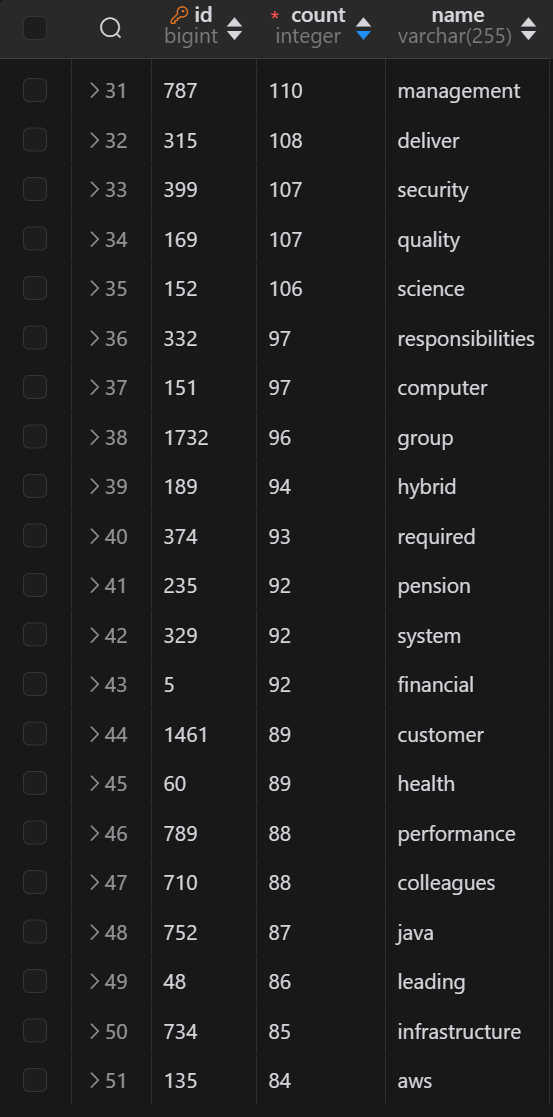 id count name
bigint * integer varchar(255)
31 787 110 management
32 315 108 deliver
33 399 107 security
34 169 107 quality
35 152 106 science
36 332 97 responsibilities
37 151 97 computer
38 1732 96 group
39 189 94 hybrid
40 374 93 required
41 235 92 pension
42 329 92 system
43 5 92 financial
44 1461 89 customer
45 60 89 health
46 789 88 performance
47 710 88 colleagues
48 752 87 java
49 48 86 leading
50 734 85 infrastructure
51 135 84 aws